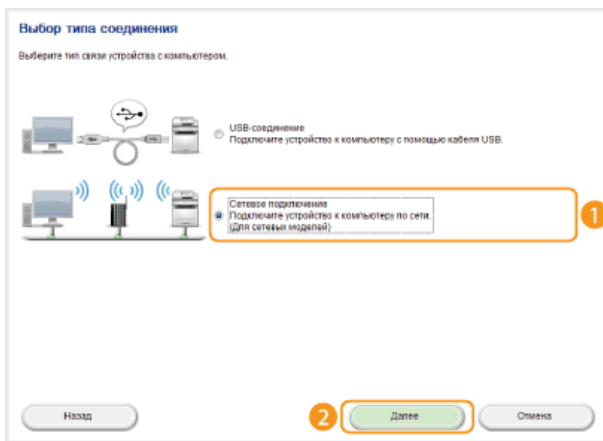 Выбор типа соединения
Выберите тип связи устройства с компьютером.
USB-соединение
Подключите устройство к компьютеру с помощью кабеля USB.
Сетевое подключение
Подключите устройство к компьютеру по сети.
(Для сетевых моделей)
1
2
Назад
Далее
Отмена